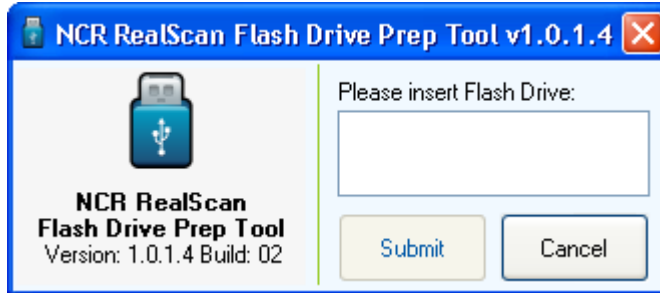 NCR RealScan Flash Drive Prep Tool v1.0.1.4
Please insert Flash Drive:
NCR RealScan
Flash Drive Prep Tool
Version: 1.0.1.4 Build: 02
Submit
Cancel